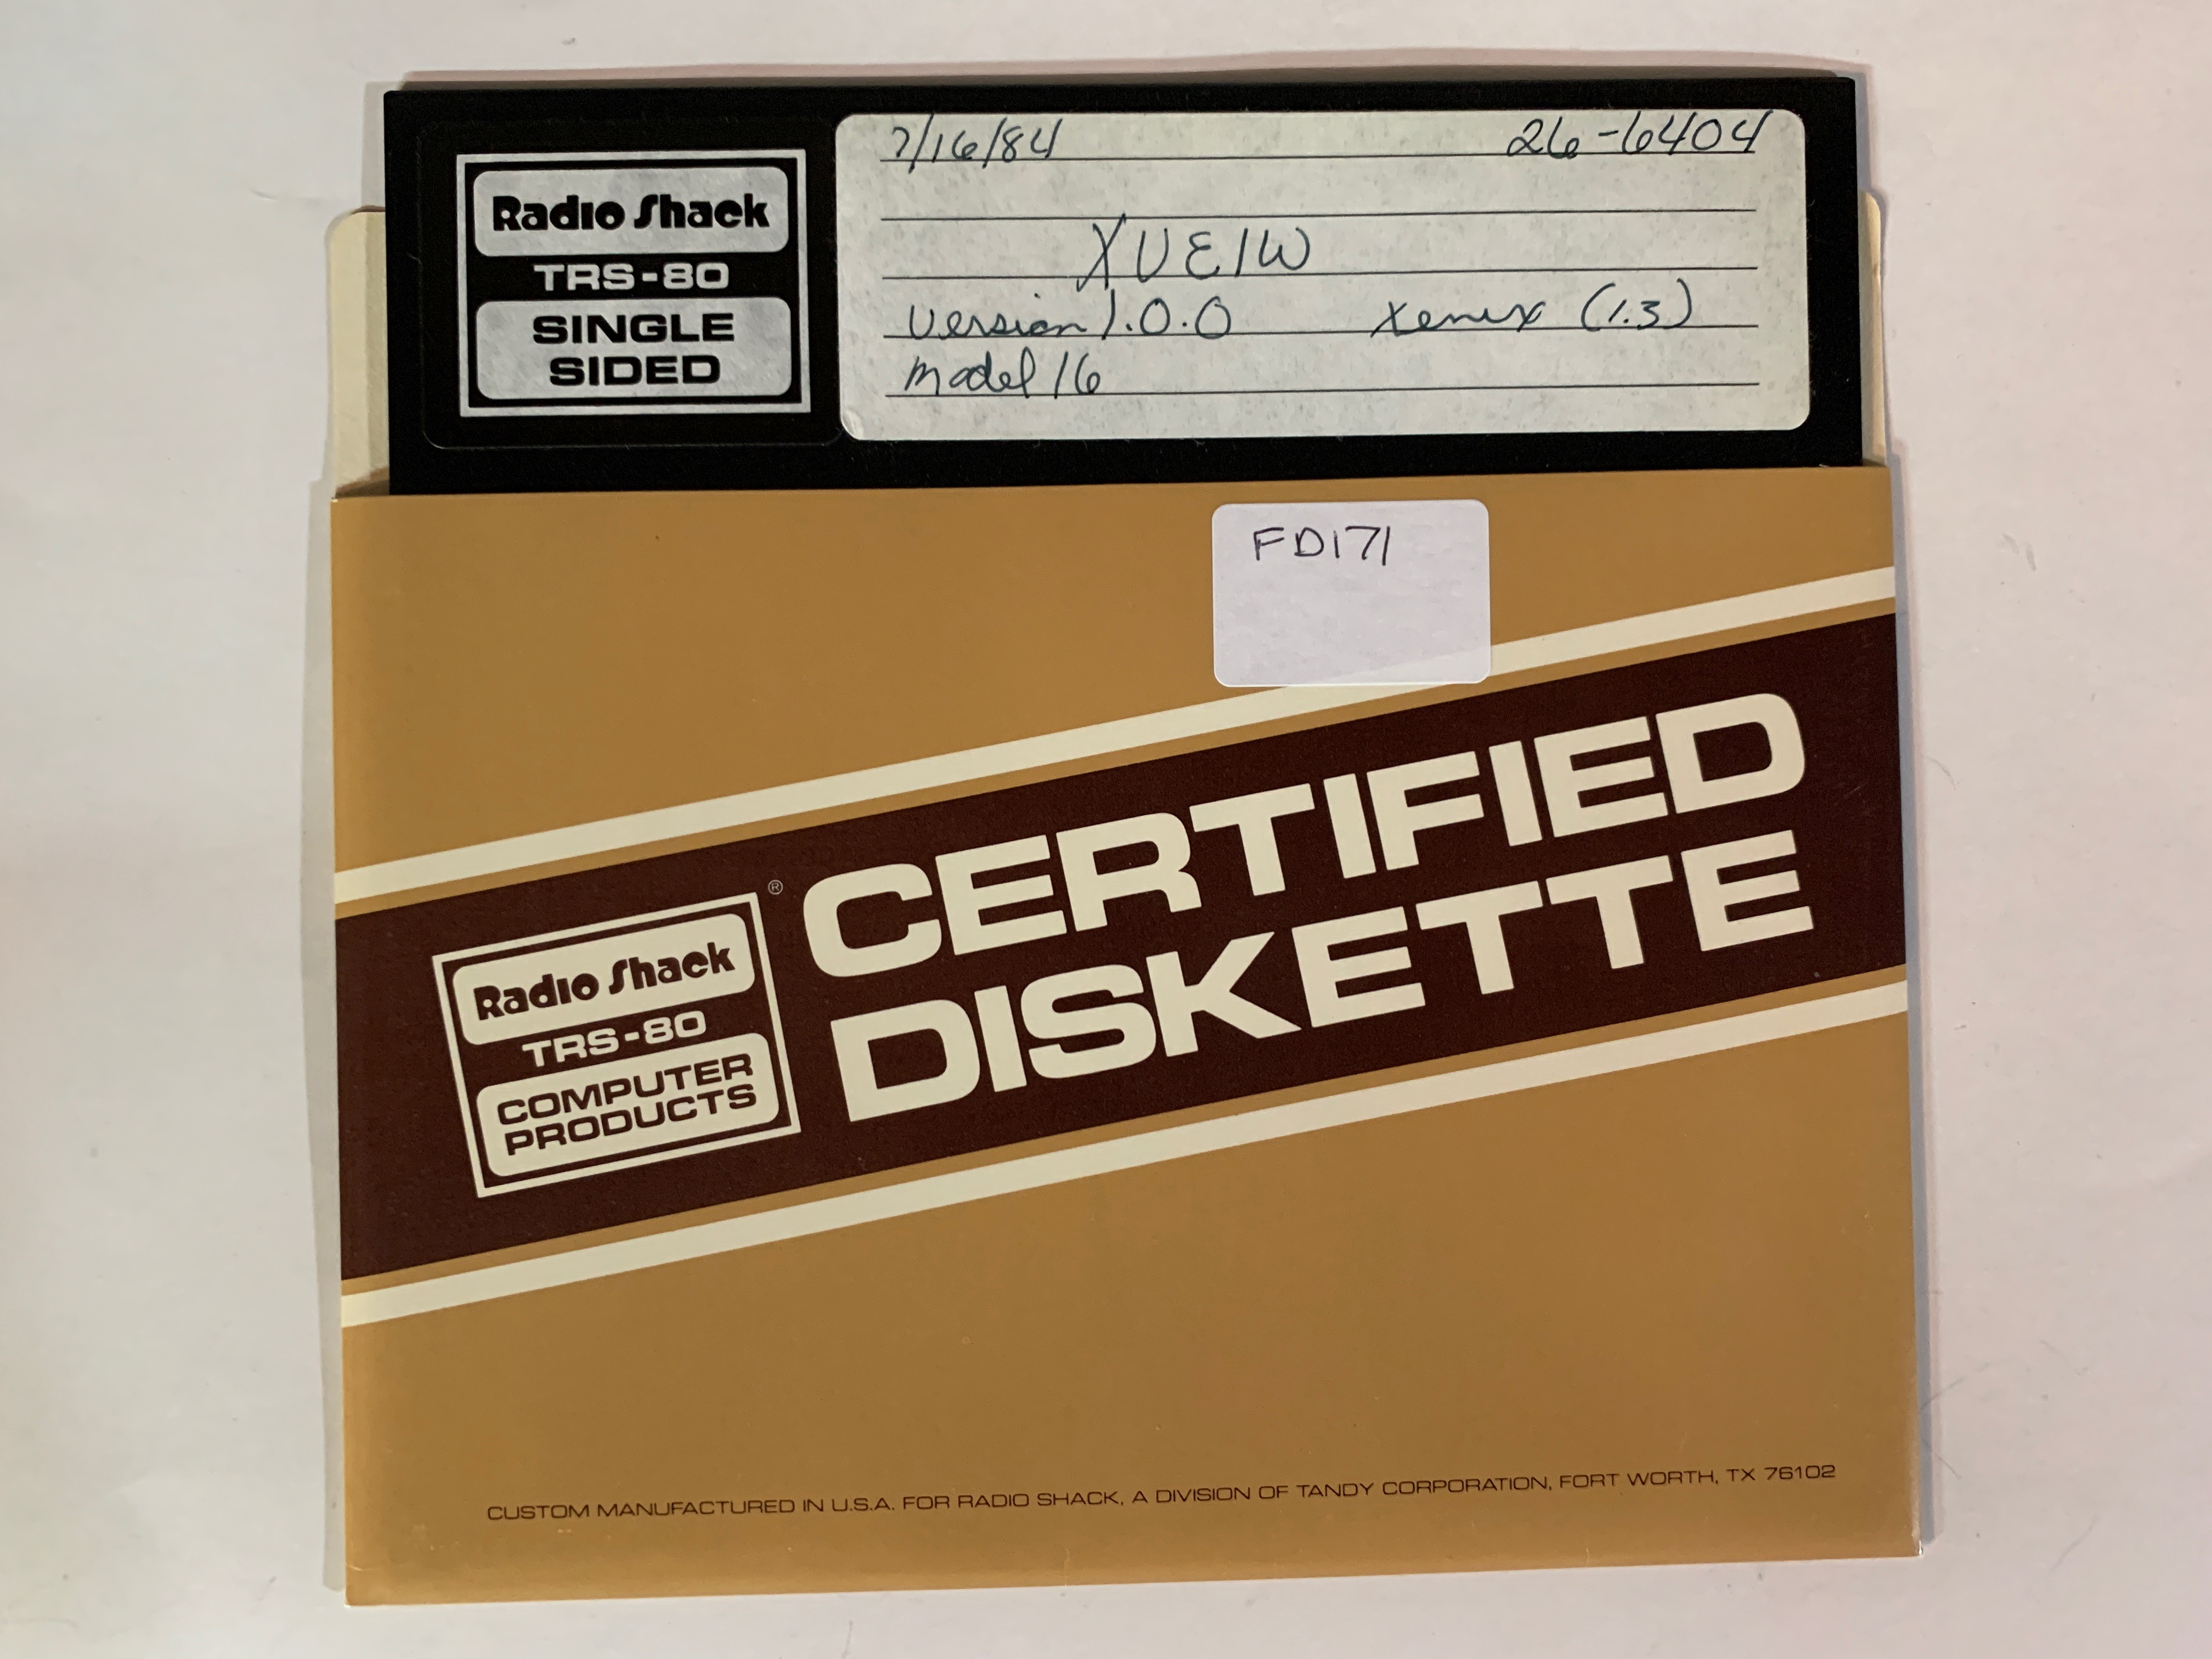 Radio Shack
TRS-80
SINGLE
SIDED
7/16/84 26-6404
XVEIW
Version 1.0.0 Xenix (1.3)
Model 16
FD171
CERTIFIED
DISKETTE
®
Radio Shack
TRS-80
COMPUTER
PRODUCTS
CUSTOM MANUFACTURED IN U.S.A. FOR RADIO SHACK, A DIVISION OF TANDY CORPORATION, FORT WORTH, TX 76102